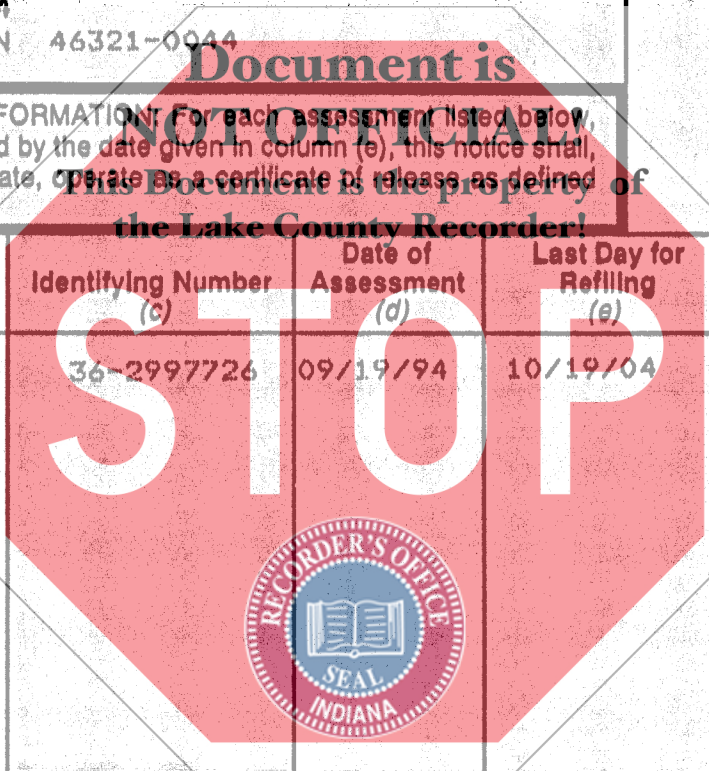 N 46321-0044
Document is
NOT OFFICIAL!
FORMATION: For each assessment listed below,
d by the date given in column (e), this notice shall,
ate, operate as a certificate of release as defined
This Document is the property of
the Lake County Recorder!
Identifying Number
(c)
Date of
Assessment
(d)
Last Day for
Refiling
(e)
36-2997726 09/19/94 10/19/04
STOP
RECORDER'S OFFICE
SEAL
INDIANA